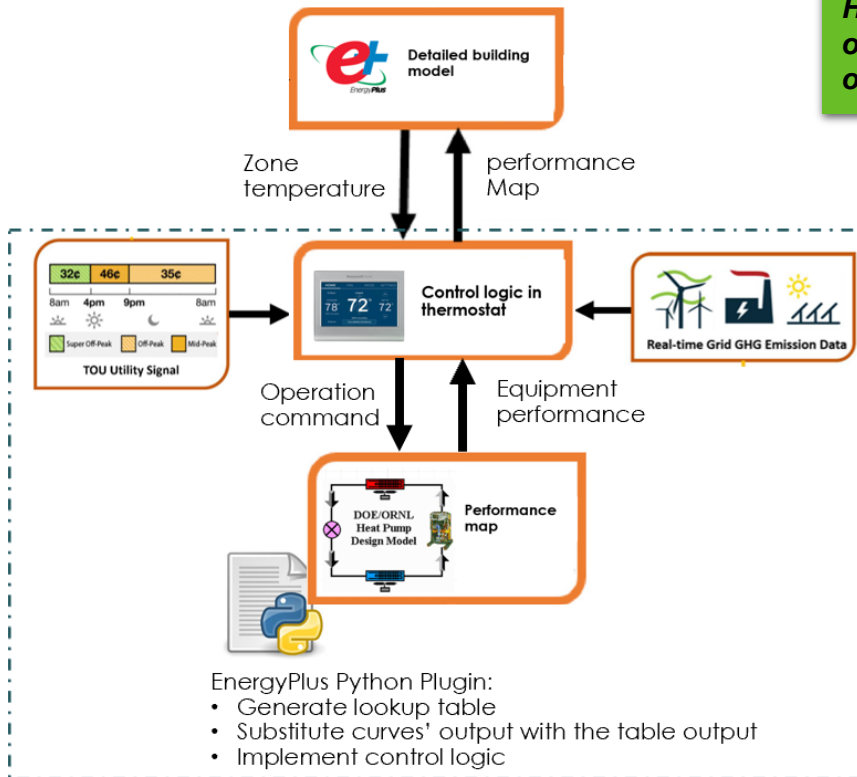 H
o
o
e+
EnergyPlus
Detailed building
model
Zone
temperature
performance
Map
32¢ 46¢ 35¢
8am 4pm 9pm 8am
Super Off-Peak Off-Peak Mid-Peak
TOU Utility Signal
78° 72° 72°
Control logic in
thermostat
Real-time Grid GHG Emission Data
Operation
command
Equipment
performance
DOE/ORNL
Heat Pump
Design Model
Performance
map
EnergyPlus Python Plugin:
• Generate lookup table
• Substitute curves' output with the table output
• Implement control logic